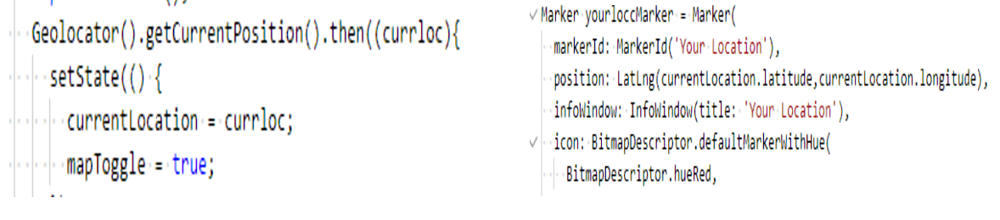 Geolocator().getCurrentPosition().then((currloc){
setState(() {
currentLocation = currloc;
mapToggle = true;
Marker yourloccMarker = Marker(
markerId: MarkerId('Your Location'),
position: LatLng(currentLocation.latitude,currentLocation.longitude),
infoWindow: InfoWindow(title: 'Your Location'),
icon: BitmapDescriptor.defaultMarkerWithHue(
BitmapDescriptor.hueRed,